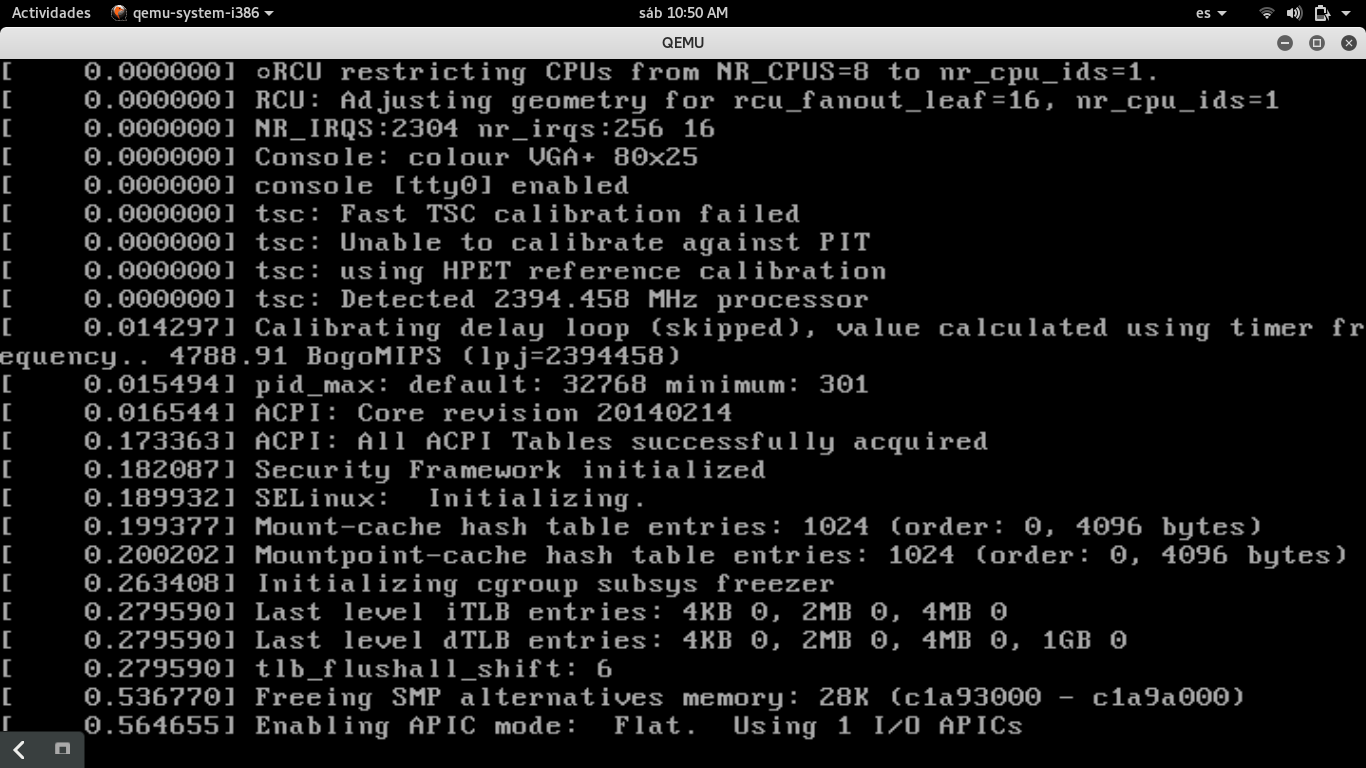 Actividades qemu-system-i386 sáb 10:50 AM es
QEMU
[    0.000000] oRCU restricting CPUs from NR_CPUS=8 to nr_cpu_ids=1.
[    0.000000] RCU: Adjusting geometry for rcu_fanout_leaf=16, nr_cpu_ids=1
[    0.000000] NR_IRQS:2304 nr_irqs:256 16
[    0.000000] Console: colour VGA+ 80x25
[    0.000000] console [tty0] enabled
[    0.000000] tsc: Fast TSC calibration failed
[    0.000000] tsc: Unable to calibrate against PIT
[    0.000000] tsc: using HPET reference calibration
[    0.000000] tsc: Detected 2394.458 MHz processor
[    0.014297] Calibrating delay loop (skipped), value calculated using timer fr
equency.. 4788.91 BogoMIPS (lpj=2394458)
[    0.015494] pid_max: default: 32768 minimum: 301
[    0.016544] ACPI: Core revision 20140214
[    0.173363] ACPI: All ACPI Tables successfully acquired
[    0.182087] Security Framework initialized
[    0.189932] SELinux:  Initializing.
[    0.199377] Mount-cache hash table entries: 1024 (order: 0, 4096 bytes)
[    0.200202] Mountpoint-cache hash table entries: 1024 (order: 0, 4096 bytes)
[    0.263408] Initializing cgroup subsys freezer
[    0.279590] Last level iTLB entries: 4KB 0, 2MB 0, 4MB 0
[    0.279590] Last level dTLB entries: 4KB 0, 2MB 0, 4MB 0, 1GB 0
[    0.279590] tlb_flushall_shift: 6
[    0.536770] Freeing SMP alternatives memory: 28K (c1a93000 - c1a9a000)
[    0.564655] Enabling APIC mode:  Flat.  Using 1 I/O APICs